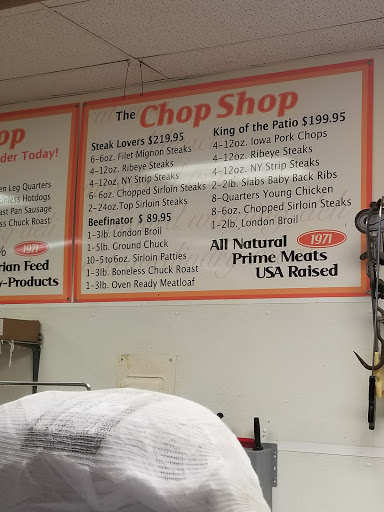 op
der Today!
en Leg Quarters
nless Hotdogs
ast Pan Sausage
ess Chuck Roast
%
1971
rian Feed
y-Products
The Chop Shop
Steak Lovers $219.95
6-6oz. Filet Mignon Steaks
4-12oz. Ribeye Steaks
4-12oz. NY Strip Steaks
6-6oz. Chopped Sirloin Steaks
2-24oz.Top Sirloin Steaks
Beefinator $ 89.95
1-3lb. London Broil
1-5lb. Ground Chuck
10-5to6oz. Sirloin Patties
1-3lb. Boneless Chuck Roast
1-3lb. Oven Ready Meatloaf
King of the Patio $199.95
4-12oz. Iowa Pork Chops
4-12oz. Ribeye Steaks
4-12oz. NY Strip Steaks
2-2lb. Slabs Baby Back Ribs
8-Quarters Young Chicken
8-6oz. Chopped Sirloin Steaks
1-2lb. London Broil
All Natural 1971
Prime Meats
USA Raised